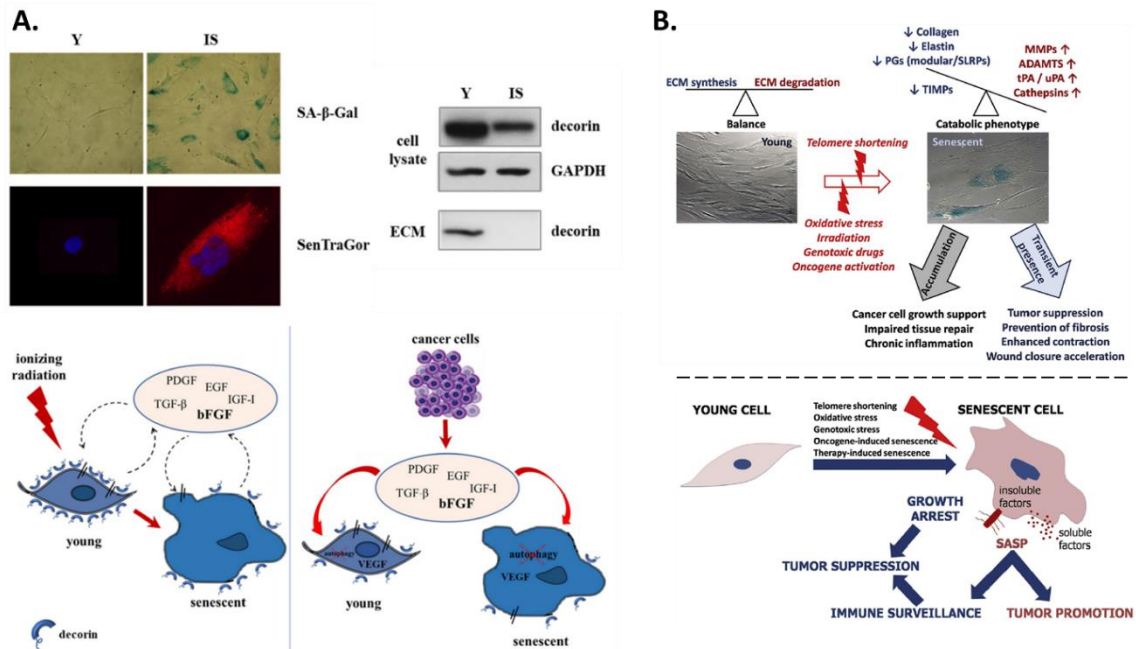 A.
Y IS
SA-β-Gal
SenTraGor
Y IS
cell
lysate
decorin
GAPDH
ECM
decorin
ionizing
radiation
PDGF
EGF
TGF-β
IGF-I
bFGF
young
senescent
decorin
cancer cells
PDGF
EGF
TGF-β
IGF-I
bFGF
autophagy
VEGF
young
autophagy
VEGF
senescent
B.
↓ Collagen
↓ Elastin
↓ PGs (modular/SLRPs)
↓ TIMPs
MMPs ↑
ADAMTS ↑
tPA / uPA ↑
Cathepsins ↑
ECM synthesis
ECM degradation
Balance
Catabolic phenotype
Young
Telomere shortening
Senescent
Oxidative stress
Irradiation
Genotoxic drugs
Oncogene activation
Accumulation
Transient
presence
Cancer cell growth support
Impaired tissue repair
Chronic inflammation
Tumor suppression
Prevention of fibrosis
Enhanced contraction
Wound closure acceleration
YOUNG CELL
Telomere shortening
Oxidative stress
Genotoxic stress
Oncogene-induced senescence
Therapy-induced senescence
SENESCENT CELL
insoluble
factors
soluble
factors
GROWTH
ARREST
SASP
TUMOR SUPPRESSION
IMMUNE SURVEILLANCE
TUMOR PROMOTION